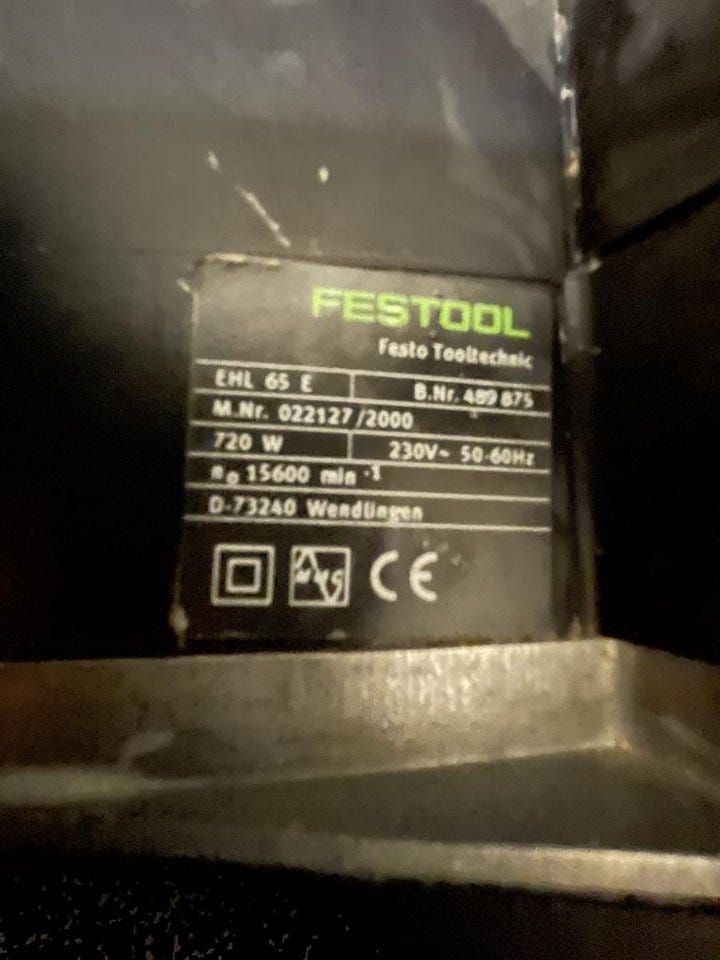 FESTOOL
Festo Tooltechnic
EHL 65 E B.Nr. 489 875
M.Nr. 022127/2000
720 W 230V~ 50-60Hz
n₀ 15600 min⁻¹
D-73240 Wendlingen
CE